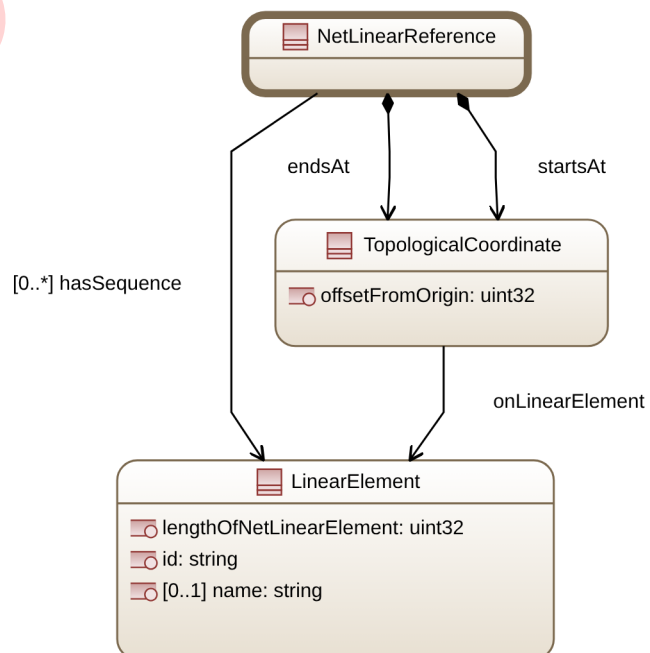 NetLinearReference
endsAt
startsAt
TopologicalCoordinate
[0..*] hasSequence
offsetFromOrigin: uint32
onLinearElement
LinearElement
lengthOfNetLinearElement: uint32
id: string
[0..1] name: string